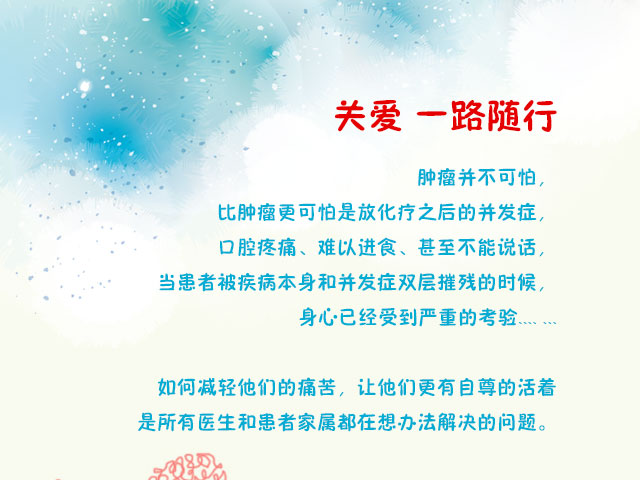 关爱 一路随行
肿瘤并不可怕，
比肿瘤更可怕是放化疗之后的并发症，
口腔疼痛、难以进食、甚至不能说话，
当患者被疾病本身和并发症双层摧残的时候，
身心已经受到严重的考验... ...
如何减轻他们的痛苦，让他们更有自尊的活着
是所有医生和患者家属都在想办法解决的问题。